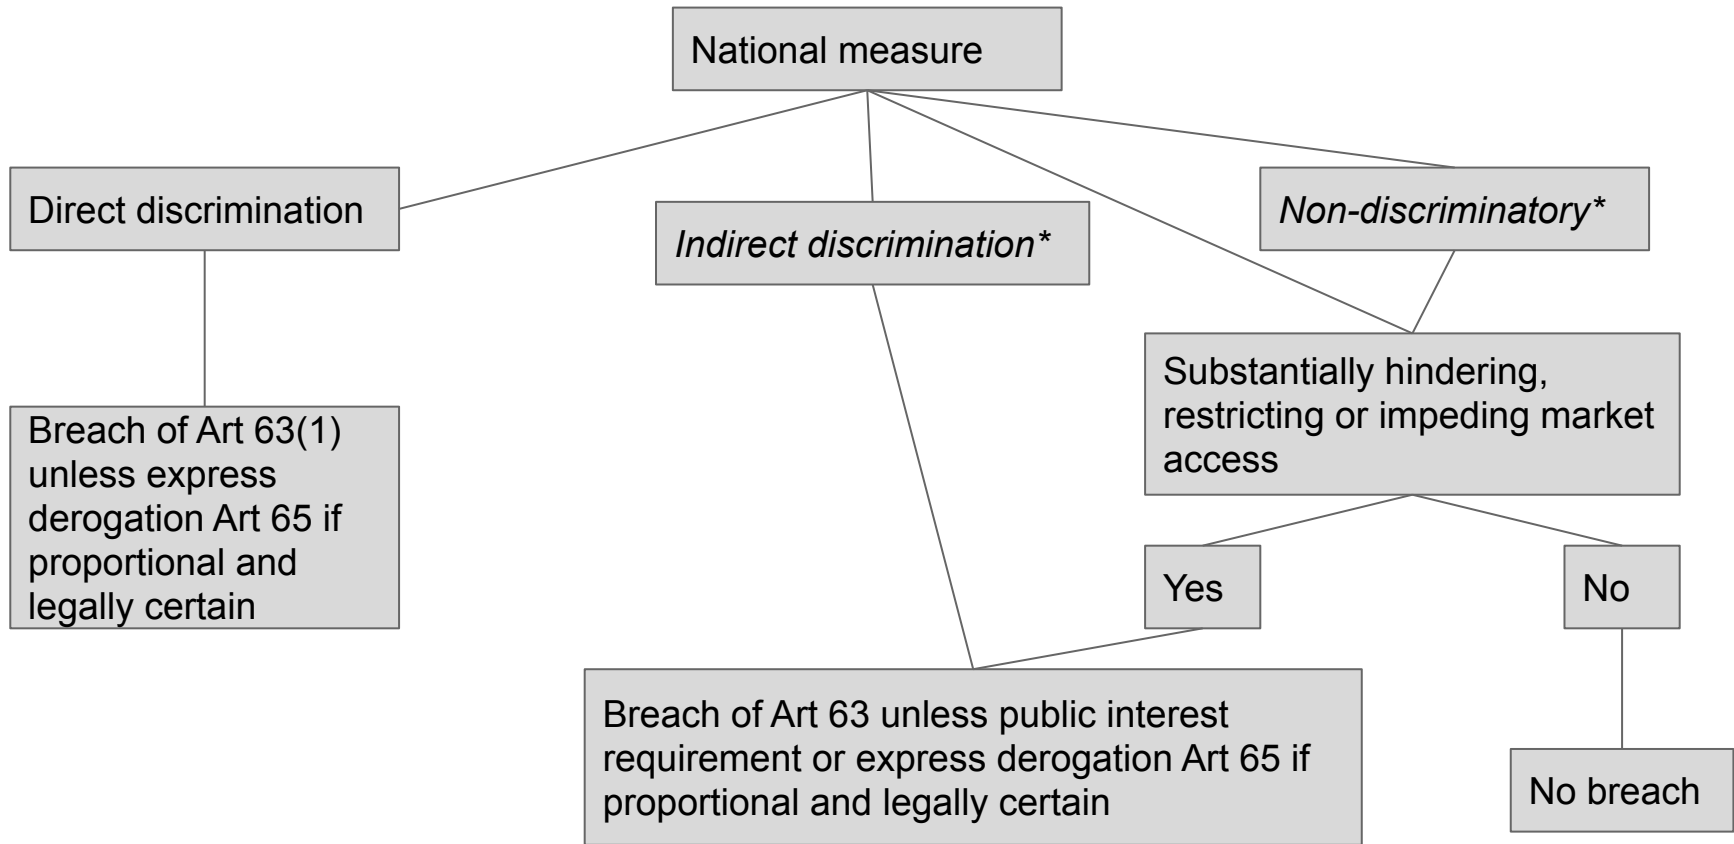 National measure
Direct discrimination
Indirect discrimination*
Non-discriminatory*
Substantially hindering,
restricting or impeding market
access
Breach of Art 63(1)
unless express
derogation Art 65 if
proportional and
legally certain
Yes
No
Breach of Art 63 unless public interest
requirement or express derogation Art 65 if
proportional and legally certain
No breach